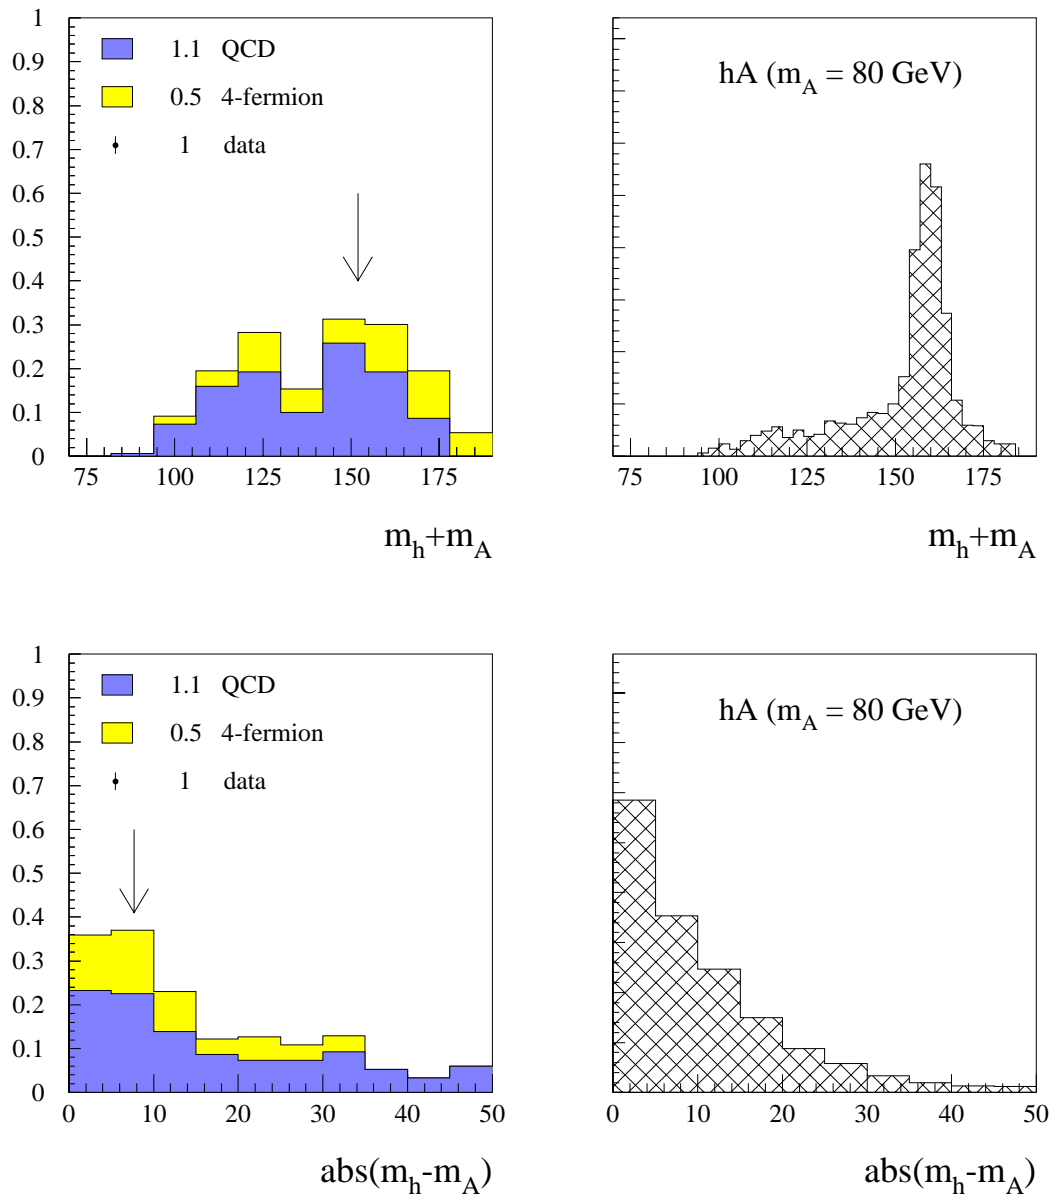 1
0.9
0.8
0.7
0.6
0.5
0.4
0.3
0.2
0.1
0
1.1 QCD
0.5 4-fermion
1 data
75 100 125 150 175
m_h+m_A
hA (m_A = 80 GeV)
75 100 125 150 175
m_h+m_A
1
0.9
0.8
0.7
0.6
0.5
0.4
0.3
0.2
0.1
0
1.1 QCD
0.5 4-fermion
1 data
0 10 20 30 40 50
abs(m_h-m_A)
hA (m_A = 80 GeV)
0 10 20 30 40 50
abs(m_h-m_A)